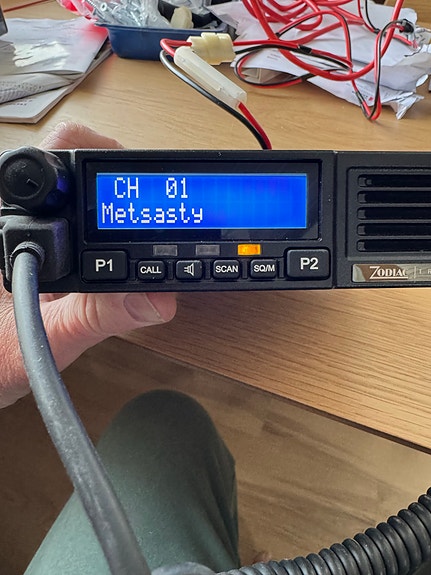 CH 01
Metsasty
P1
CALL
SCAN
SQ/M
P2
ZODIAC